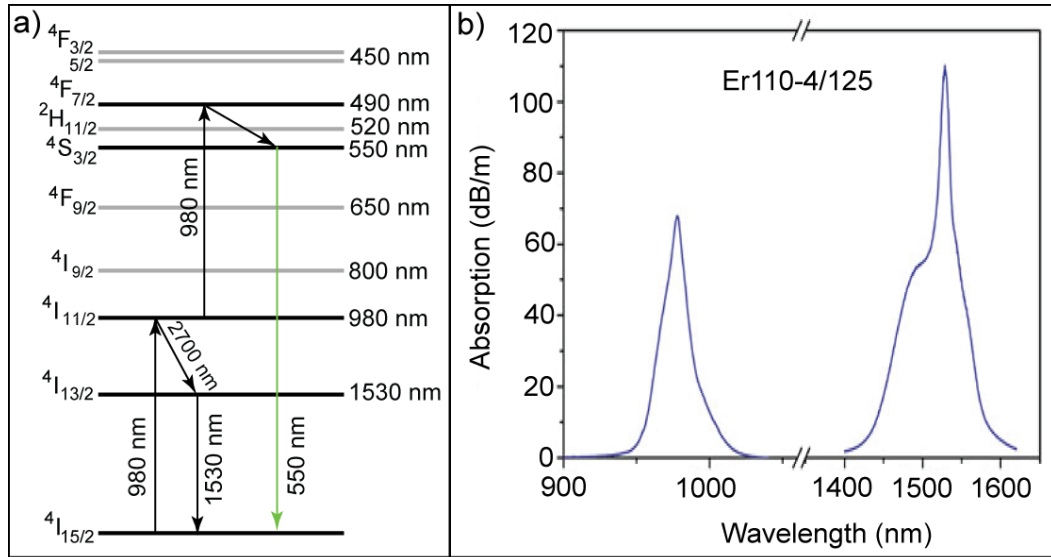 a)
⁴F₃/₂
₅/₂
450 nm
⁴F₇/₂
490 nm
²H₁₁/₂
520 nm
⁴S₃/₂
550 nm
⁴F₉/₂
650 nm
⁴I₉/₂
800 nm
⁴I₁₁/₂
980 nm
⁴I₁₃/₂
1530 nm
⁴I₁₅/₂
980 nm
2700 nm
980 nm
1530 nm
550 nm
b)
Er110-4/125
Absorption (dB/m)
120
100
80
60
40
20
0
900
1000
1400
1500
1600
Wavelength (nm)